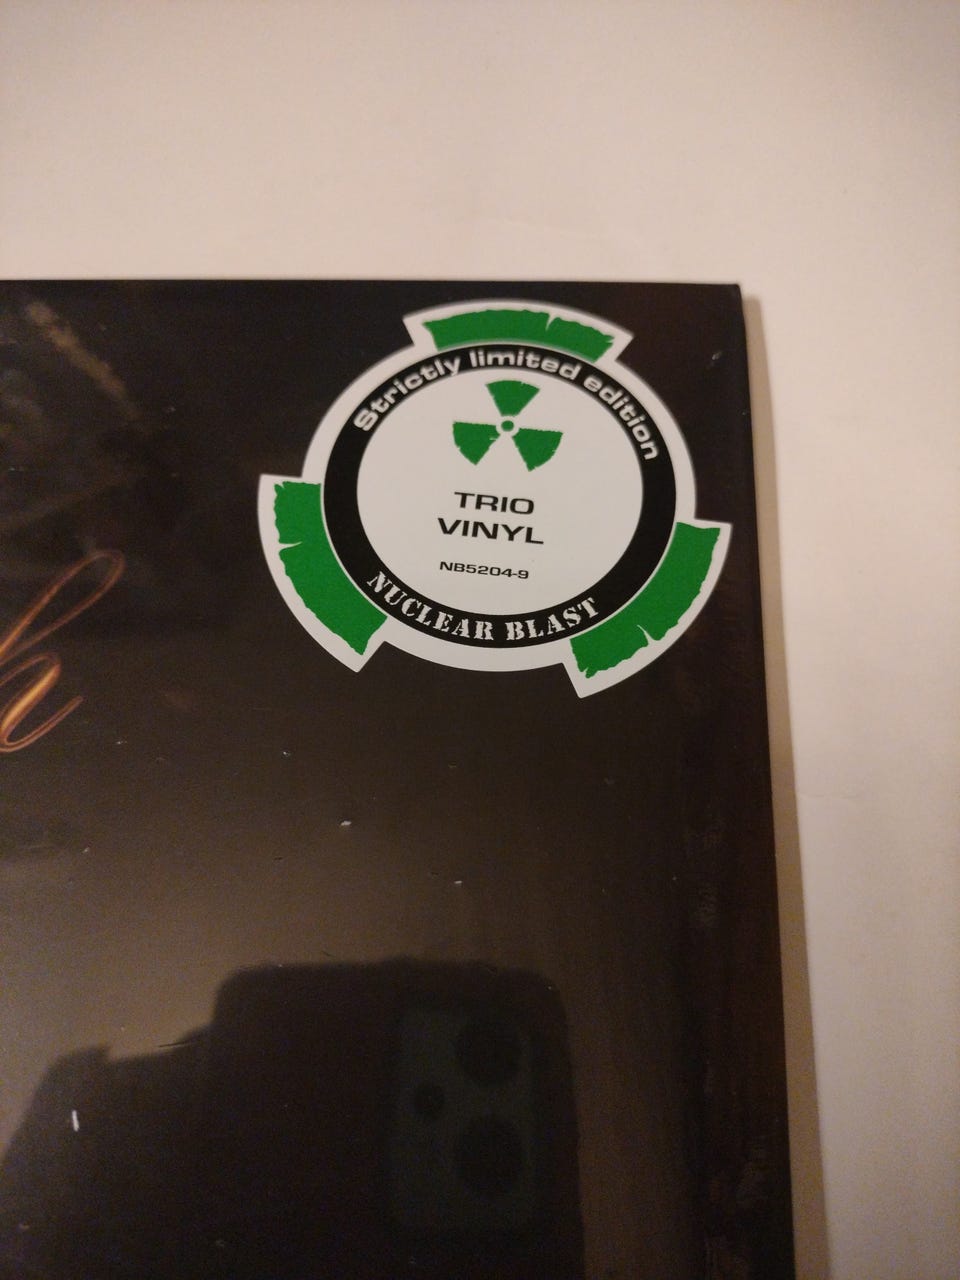 Strictly limited edition
TRIO
VINYL
NB5204-9
NUCLEAR BLAST
h